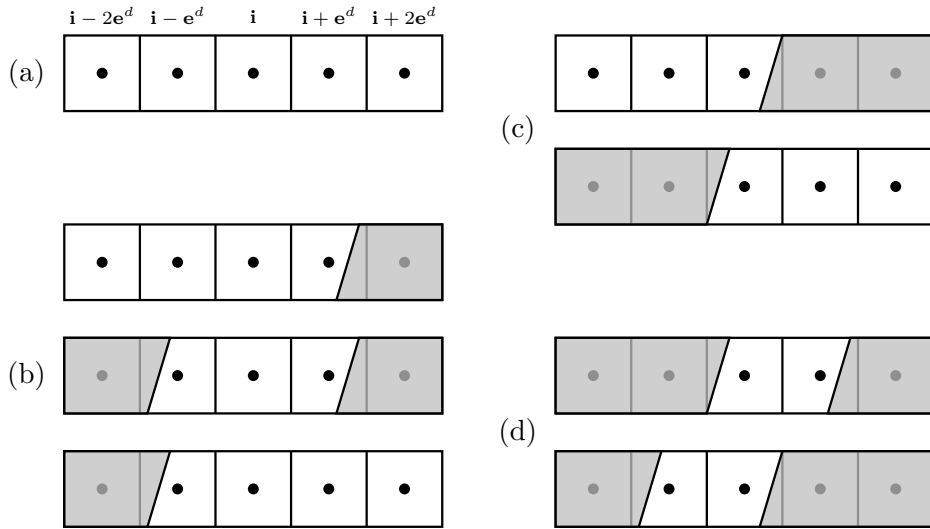 i − 2e^d i − e^d i i + e^d i + 2e^d
(a)
(c)
(b)
(d)